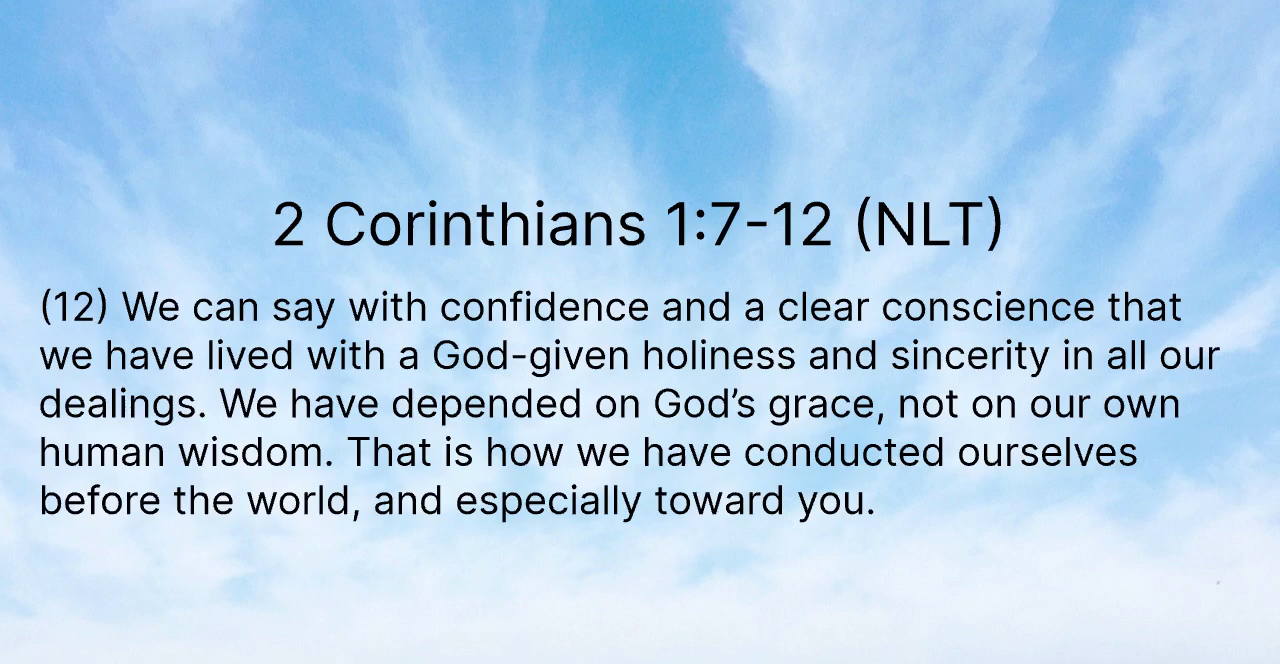 2 Corinthians 1:7-12 (NLT)
(12) We can say with confidence and a clear conscience that
we have lived with a God-given holiness and sincerity in all our
dealings. We have depended on God’s grace, not on our own
human wisdom. That is how we have conducted ourselves
before the world, and especially toward you.